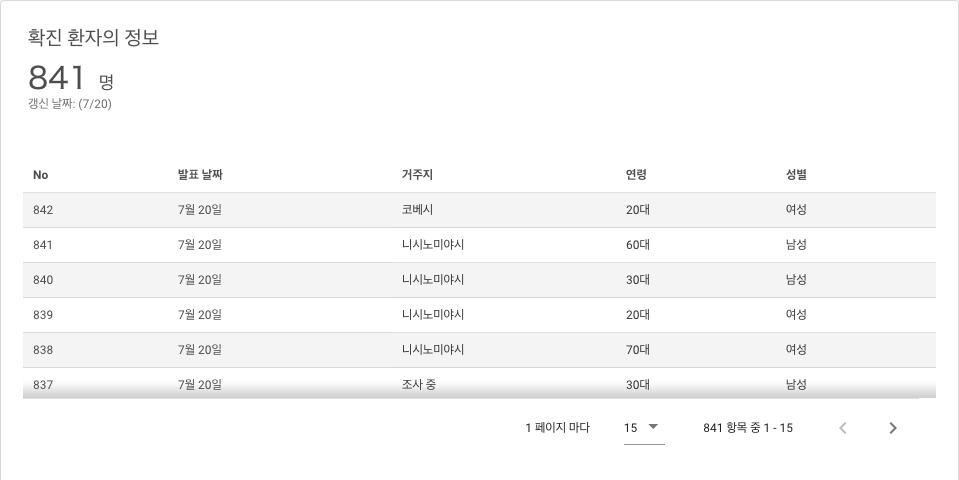 확진 환자의 정보
841 명
갱신 날짜: (7/20)
No 발표 날짜 거주지 연령 성별
842 7월 20일 코베시 20대 여성
841 7월 20일 니시노미야시 60대 남성
840 7월 20일 니시노미야시 30대 남성
839 7월 20일 니시노미야시 20대 여성
838 7월 20일 니시노미야시 70대 여성
837 7월 20일 조사 중 30대 남성
1 페이지 마다 15 841 항목 중 1 - 15